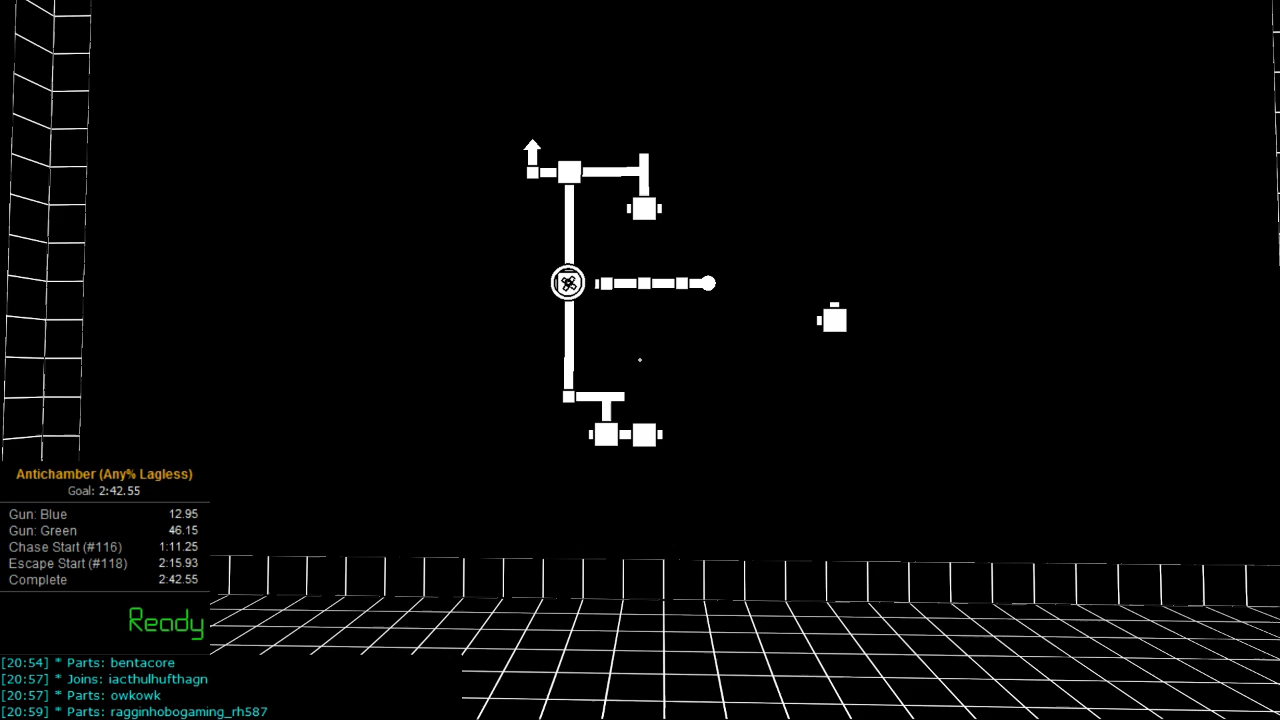 Antichamber (Any% Lagless)
Goal: 2:42.55
Gun: Blue 12.95
Gun: Green 46.15
Chase Start (#116) 1:11.25
Escape Start (#118) 2:15.93
Complete 2:42.55
Ready
[20:54] * Parts: bentacore
[20:57] * Joins: iacthulhufthagn
[20:57] * Parts: owkowk
[20:59] * Parts: ragginhobogaming_rh587